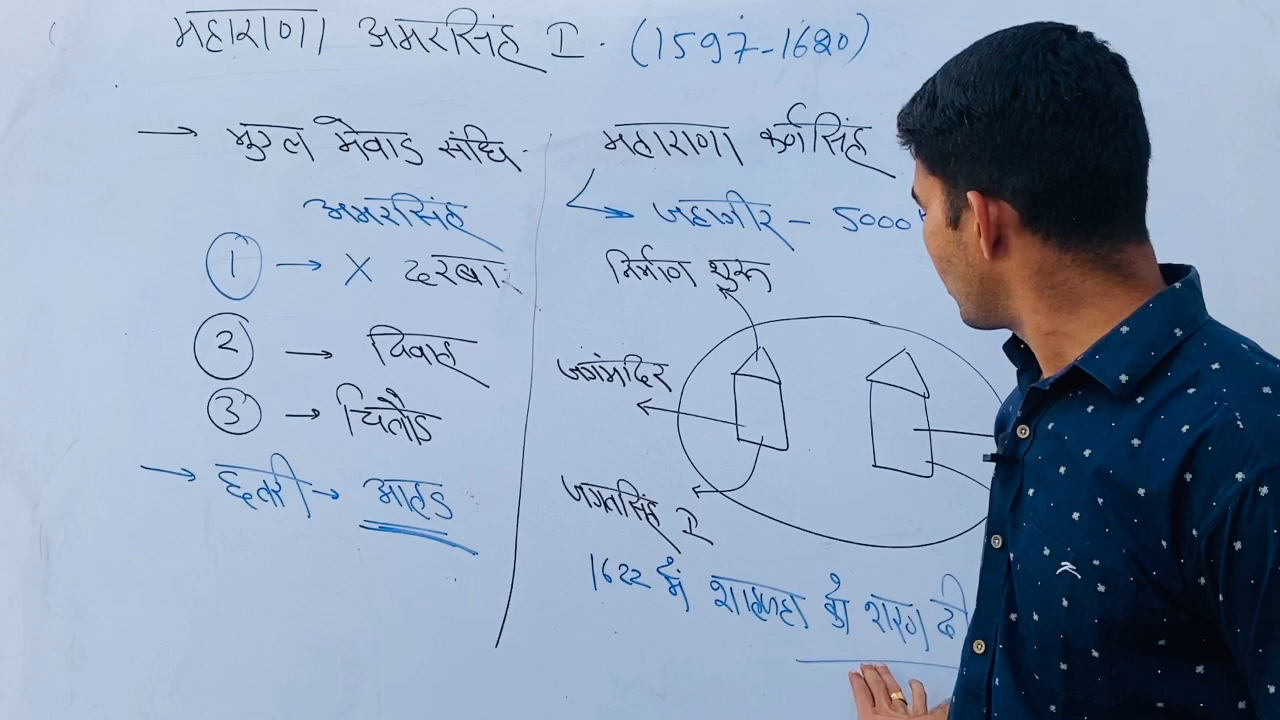 महाराणा अमरसिंह I. (1597-1620)
→ मुगल मेवाड संधि
अमरसिंह
① → X दरबार
② → विवाह
③ → चितौड
→ छतरी → आहड
महाराणा कर्णसिंह
→ जहागीर - 5000
निर्माण शुरू
जगमंदिर
जगतसिंह I
1622 में शाहजहा को शरण दी